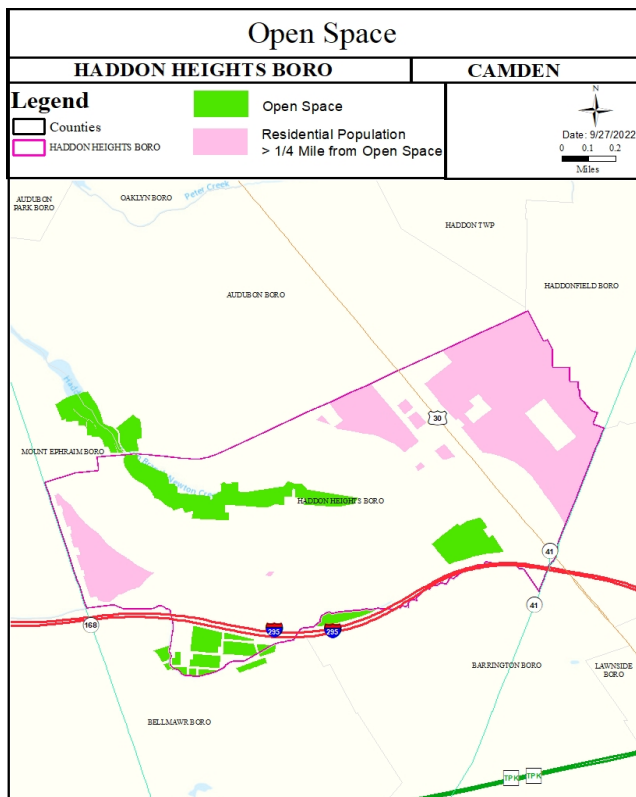 Open Space
HADDON HEIGHTS BORO
CAMDEN
Legend
Counties
HADDON HEIGHTS BORO
Open Space
Residential Population
> 1/4 Mile from Open Space
N
Date: 9/27/2022
0 0.1 0.2
Miles
AUDUBON
PARK BORO
OAKLYN BORO
Peter Creek
HADDON TWP
HADDONFIELD BORO
AUDUBON BORO
30
MOUNT EPHRAIM BORO
Newton Cre
HADDON HEIGHTS BORO
41
41
168
295
295
BARRINGTON BORO
LAWNSIDE
BORO
BELLMAWR BORO
TPK
TPK